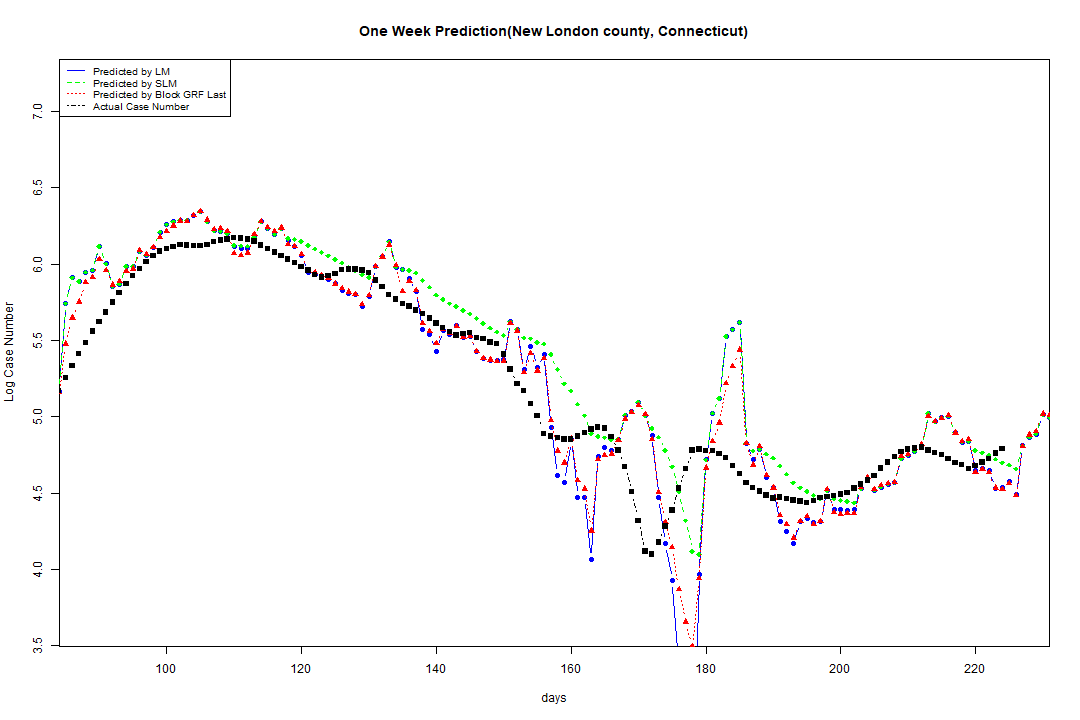 One Week Prediction(New London county, Connecticut)
Predicted by LM
Predicted by SLM
Predicted by Block GRF Last
Actual Case Number
Log Case Number
7.0
6.5
6.0
5.5
5.0
4.5
4.0
3.5
100 120 140 160 180 200 220
days